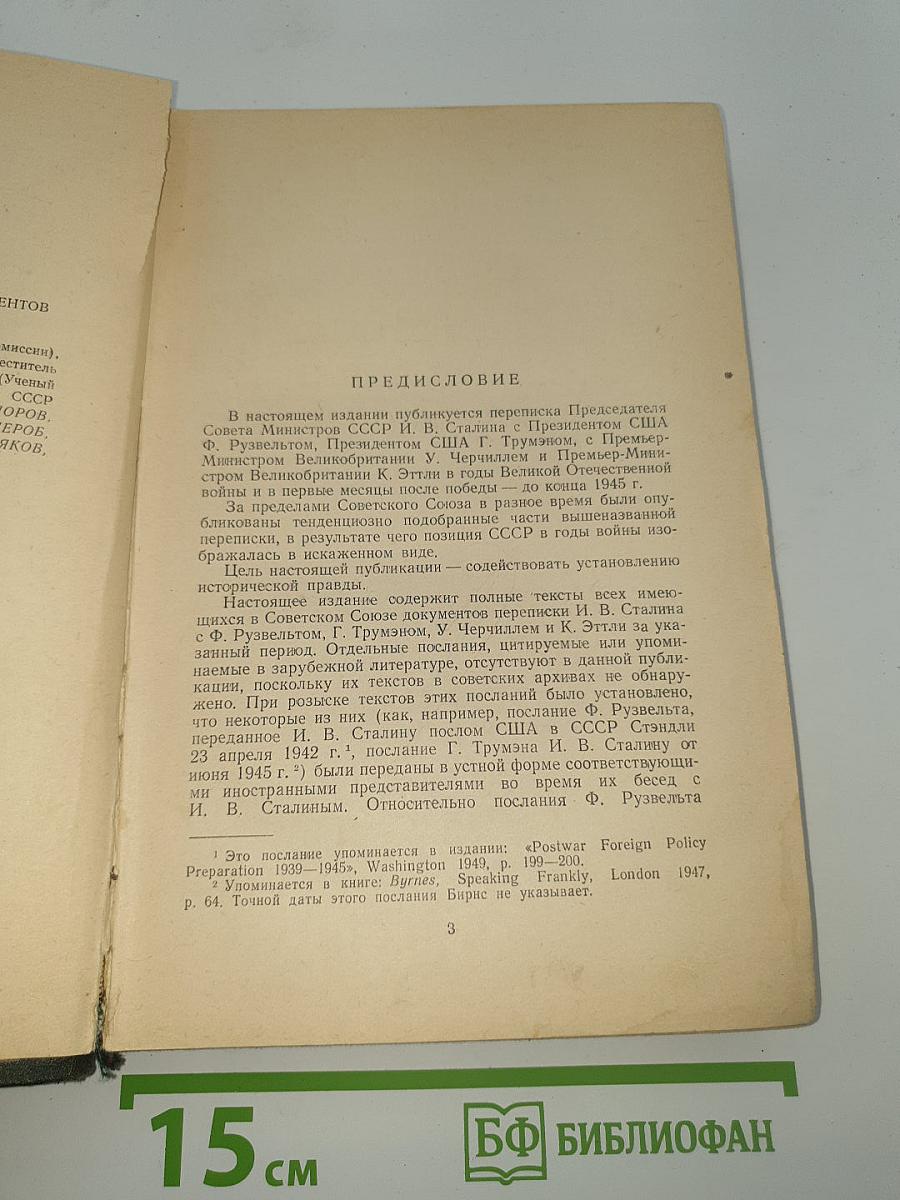 ЕНТОВ
миссии),
еститель
(Ученый
СССР
ОРОВ,
ЕРОВ,
ЯКОВ,
ПРЕДИСЛОВИЕ
В настоящем издании публикуется переписка Председателя
Совета Министров СССР И. В. Сталина с Президентом США
Ф. Рузвельтом, Президентом США Г. Трумэном, с Премьер-
Министром Великобритании У. Черчиллем и Премьер-Мини-
стром Великобритании К. Эттли в годы Великой Отечественной
войны и в первые месяцы после победы — до конца 1945 г.
За пределами Советского Союза в разное время были опу-
бликованы тенденциозно подобранные части вышеназванной
переписки, в результате чего позиция СССР в годы войны изо-
бражалась в искаженном виде.
Цель настоящей публикации — содействовать установлению
исторической правды.
Настоящее издание содержит полные тексты всех имею-
щихся в Советском Союзе документов переписки И. В. Сталина
с Ф. Рузвельтом, Г. Трумэном, У. Черчиллем и К. Эттли за ука-
занный период. Отдельные послания, цитируемые или упоми-
наемые в зарубежной литературе, отсутствуют в данной публи-
кации, поскольку их текстов в советских архивах не обнару-
жено. При розыске текстов этих посланий было установлено,
что некоторые из них (как, например, послание Ф. Рузвельта,
переданное И. В. Сталину послом США в СССР Стэндли
23 апреля 1942 г. ¹, послание Г. Трумэна И. В. Сталину от
июня 1945 г. ²) были переданы в устной форме соответствующи-
ми иностранными представителями во время их бесед с
И. В. Сталиным. Относительно послания Ф. Рузвельта
¹ Это послание упоминается в издании: «Postwar Foreign Policy
Preparation 1939—1945», Washington 1949, p. 199—200.
² Упоминается в книге: Byrnes, Speaking Frankly, London 1947,
p. 64. Точной даты этого послания Бирнс не указывает.
3
15 см
БФ БИБЛИОФАН